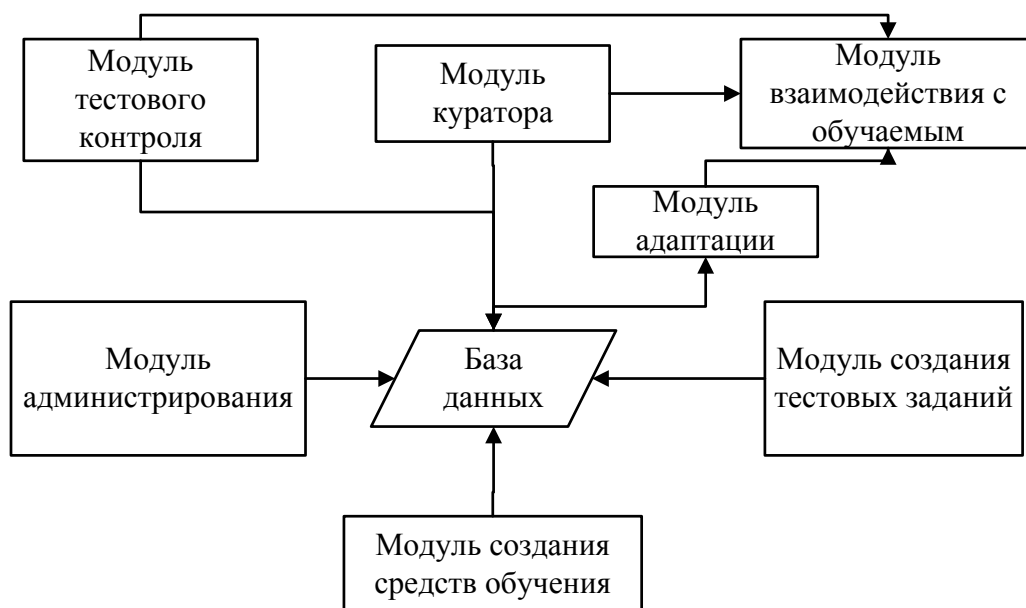 Модуль
тестового
контроля
Модуль
куратора
Модуль
взаимодействия с
обучаемым
Модуль
адаптации
Модуль
администрирования
База
данных
Модуль создания
тестовых заданий
Модуль создания
средств обучения